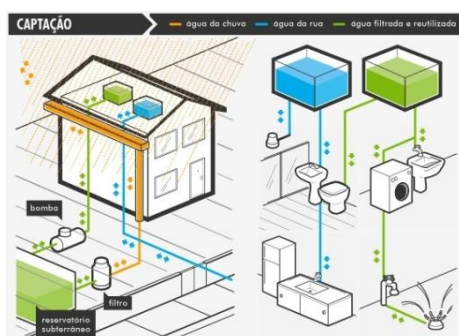 CAPTAÇÃO
água da chuva
água da rua
água filtrada e reutilizada
bomba
filtro
reservatório
subterrâneo